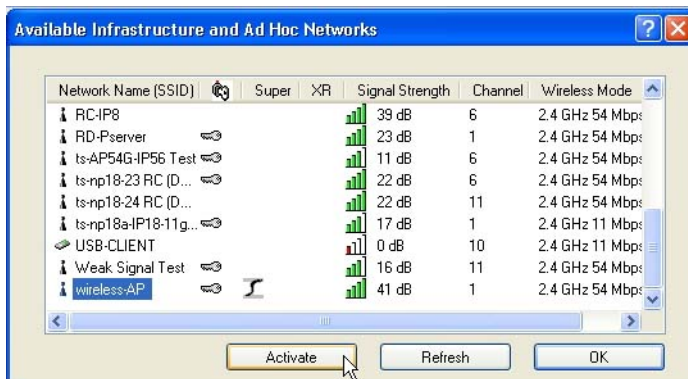 Available Infrastructure and Ad Hoc Networks
Network Name (SSID) Super XR Signal Strength Channel Wireless Mode
RC-IP8 39 dB 6 2.4 GHz 54 Mbps
RD-Pserver 23 dB 1 2.4 GHz 54 Mbps
ts-AP54G-IP56 Test 11 dB 6 2.4 GHz 54 Mbps
ts-np18-23 RC (D... 22 dB 6 2.4 GHz 54 Mbps
ts-np18-24 RC (D... 22 dB 11 2.4 GHz 54 Mbps
ts-np18a-IP18-11g... 17 dB 1 2.4 GHz 11 Mbps
USB-CLIENT 0 dB 10 2.4 GHz 11 Mbps
Weak Signal Test 16 dB 11 2.4 GHz 54 Mbps
wireless-AP 41 dB 1 2.4 GHz 54 Mbps
Activate Refresh OK